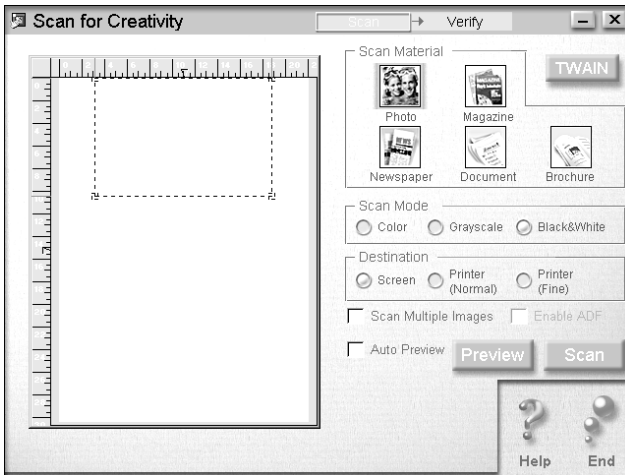 Scan for Creativity
Scan
Verify
Scan Material
TWAIN
Photo
Magazine
Newspaper
Document
Brochure
Scan Mode
Color
Grayscale
Black&White
Destination
Screen
Printer
(Normal)
Printer
(Fine)
Scan Multiple Images
Enable ADF
Auto Preview
Preview
Scan
Help
End